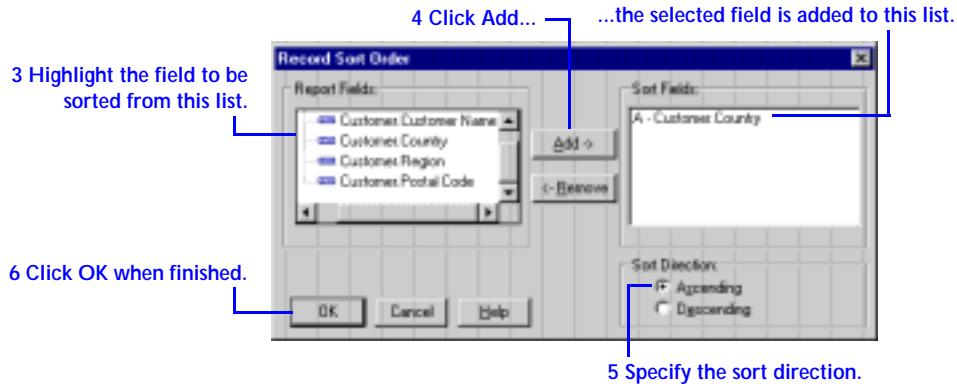 4 Click Add...
...the selected field is added to this list.
3 Highlight the field to be
sorted from this list.
Record Sort Order
Report Fields:
Customer.Customer Name
Customer.Country
Customer.Region
Customer.Postal Code
Add ->
<- Remove
Sort Fields:
A - Customer.Country
6 Click OK when finished.
OK
Cancel
Help
Sort Direction:
Ascending
Descending
5 Specify the sort direction.